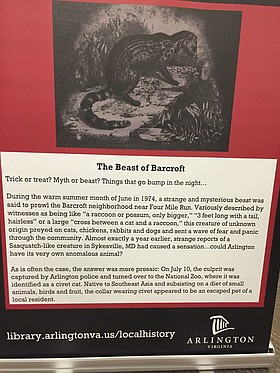 The Beast of Barcroft
Trick or treat? Myth or beast? Things that go bump in the night...
During the warm summer month of June in 1974, a strange and mysterious beast was
said to prowl the Barcroft neighborhood near Four Mile Run. Variously described by
witnesses as being like "a raccoon or possum, only bigger," "3 feet long with a tail,
hairless" or a large "cross between a cat and a raccoon," this creature of unknown
origin preyed on cats, chickens, rabbits and dogs and sent a wave of fear and panic
through the community. Almost exactly a year earlier, strange reports of a
Sasquatch-like creature in Sykesville, MD had caused a sensation...could Arlington
have its very own anomalous animal?
As is often the case, the answer was more prosaic: On July 10, the culprit was
captured by Arlington police and turned over to the National Zoo, where it was
identified as a civet cat. Native to Southeast Asia and subsisting on a diet of small
animals, birds and fruit, the collar wearing civet appeared to be an escaped pet of a
local resident.
library.arlingtonva.us/localhistory
ARLINGTON
VIRGINIA